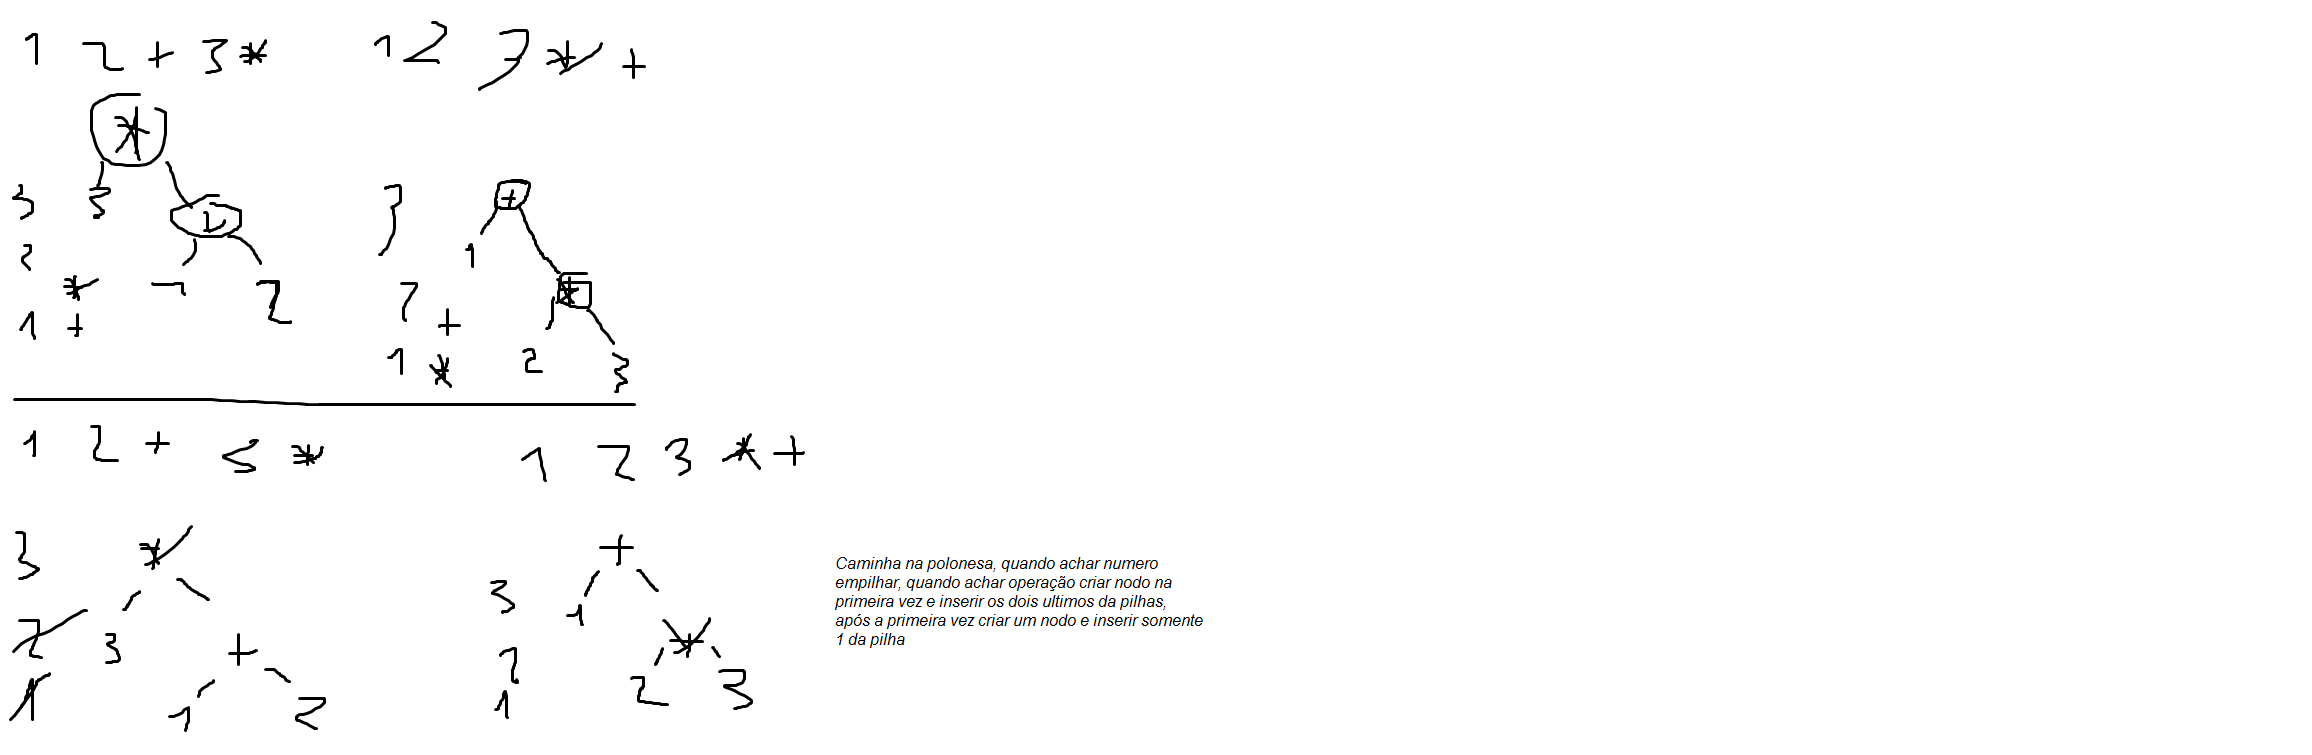 1 2 + 3 *
1 2 3 * +
*
3 3
2
* 1 2
1 +
+
3
1
2 *
+
1 * 2 3
1 2 + *
1 2 3 * +
3 *
2 3 +
1 1 2
+
3 1
2 *
1 2 3
Caminha na polonesa, quando achar numero
empilhar, quando achar operação criar nodo na
primeira vez e inserir os dois ultimos da pilhas,
após a primeira vez criar um nodo e inserir somente
1 da pilha